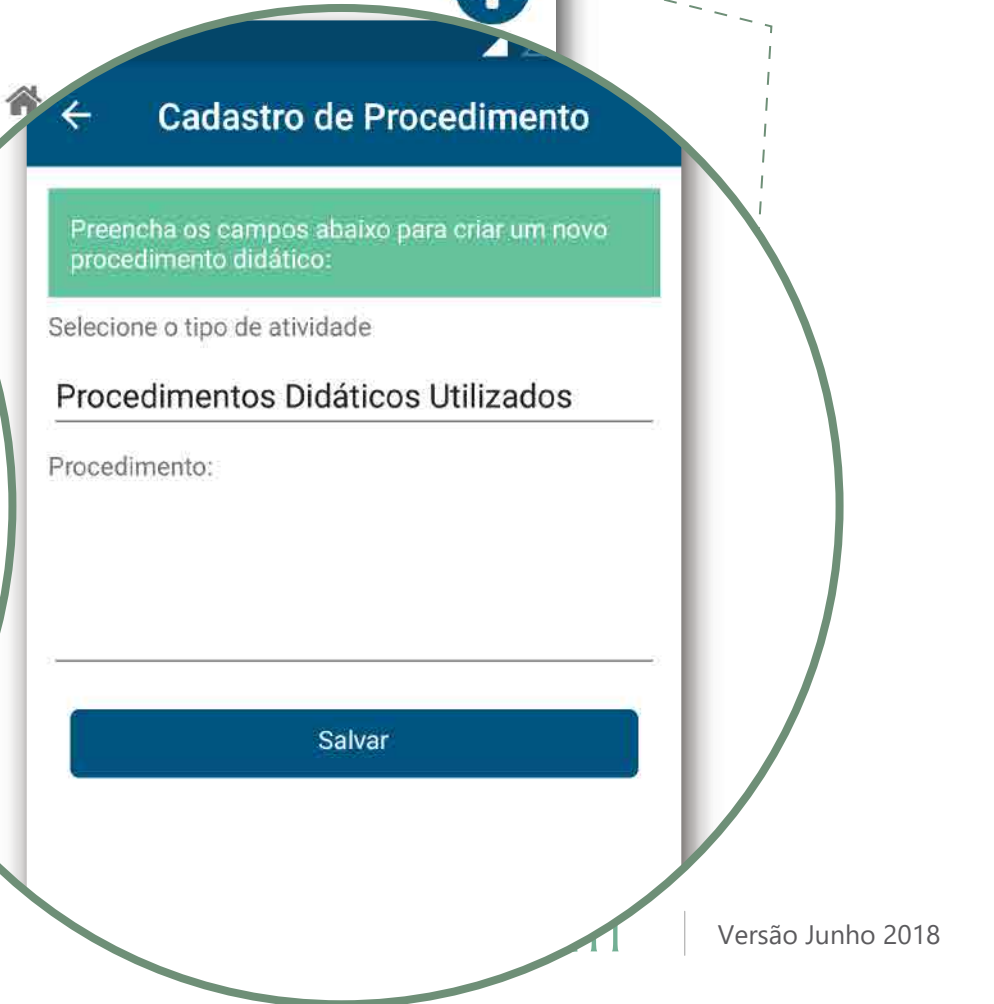 Cadastro de Procedimento
Preencha os campos abaixo para criar um novo
procedimento didático:
Selecione o tipo de atividade
Procedimentos Didáticos Utilizados
Procedimento:
Salvar
Versão Junho 2018